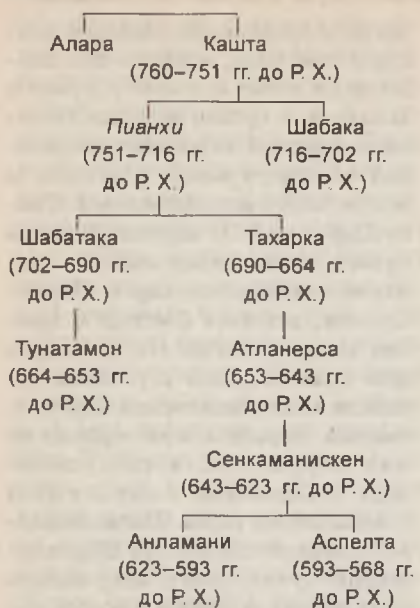 Алара Кашта
(760–751 гг. до Р. Х.)
Пианхи Шабака
(751–716 гг. (716–702 гг.
до Р. Х.) до Р. Х.)
Шабатака Тахарка
(702–690 гг. (690–664 гг.
до Р. Х.) до Р. Х.)
Тунатамон Атланерса
(664–653 гг. (653–643 гг.
до Р. Х.) до Р. Х.)
Сенкаманискен
(643–623 гг. до Р. Х.)
Анламани Аспелта
(623–593 гг. (593–568 гг.
до Р. Х.) до Р. Х.)